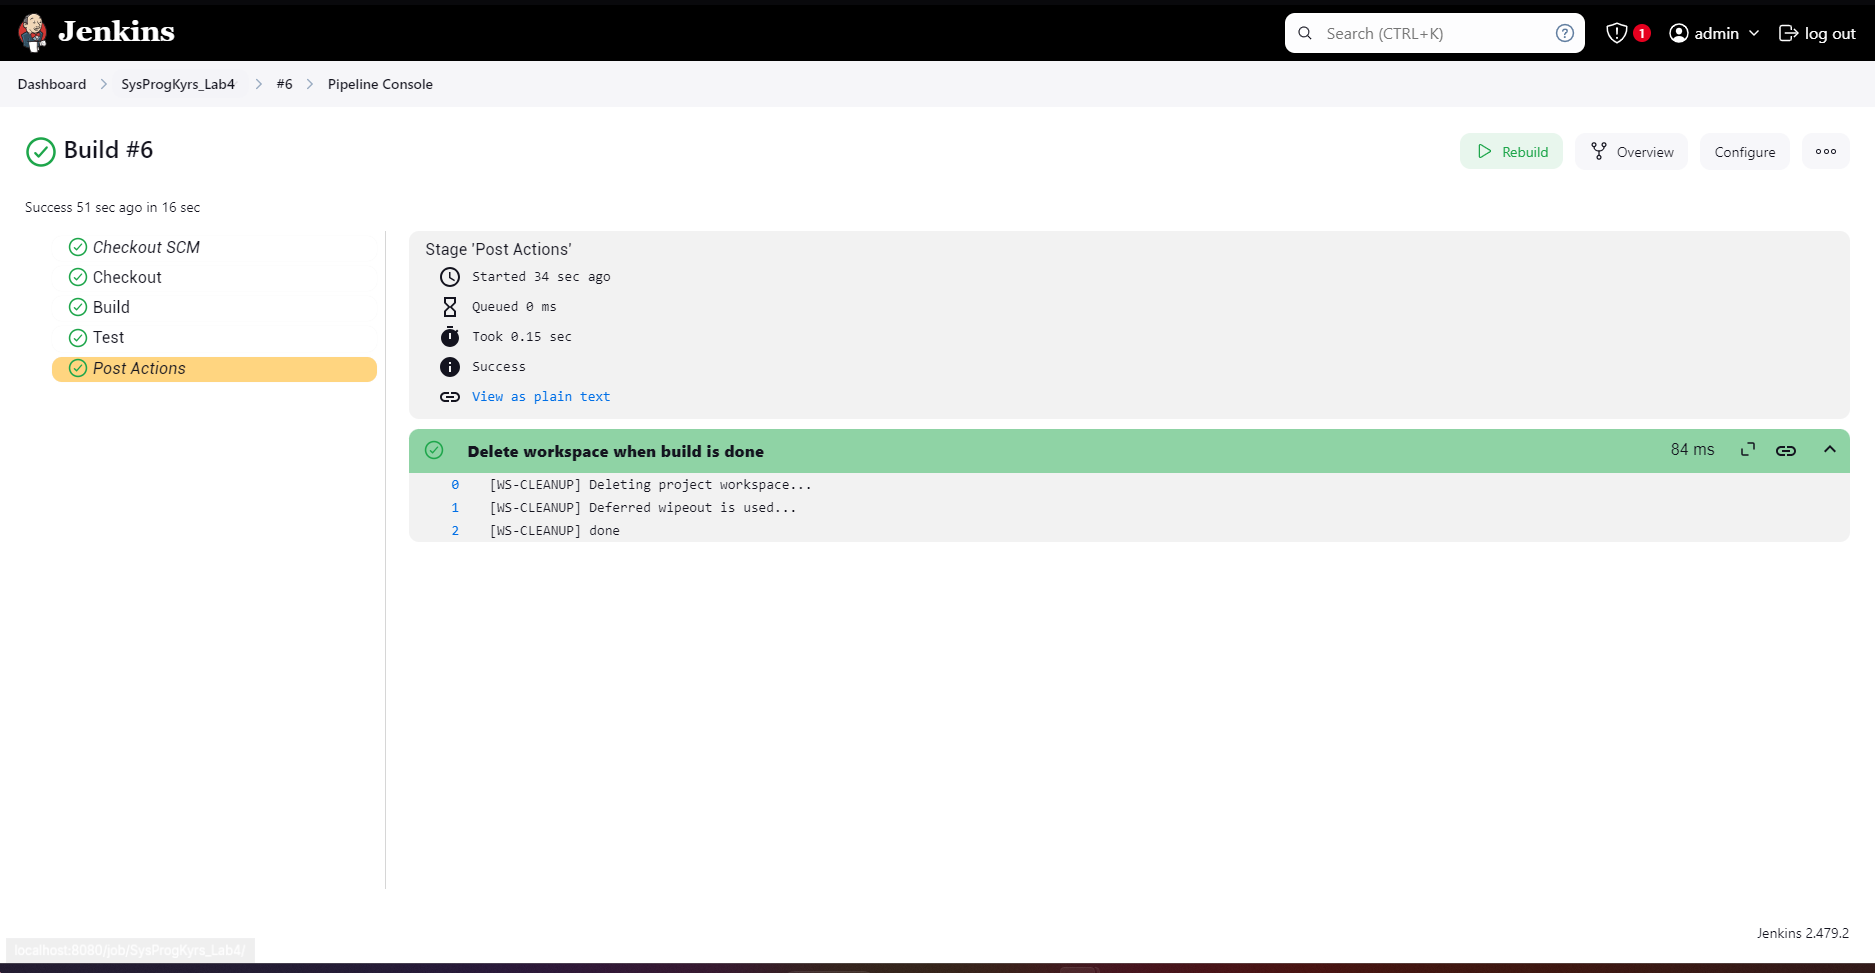 Jenkins
Search (CTRL+K)
1
admin
log out
Dashboard
SysProgKyrs_Lab4
#6
Pipeline Console
Build #6
Rebuild
Overview
Configure
Success 51 sec ago in 16 sec
Checkout SCM
Checkout
Build
Test
Post Actions
Stage 'Post Actions'
Started 34 sec ago
Queued 0 ms
Took 0.15 sec
Success
View as plain text
Delete workspace when build is done
84 ms
0 [WS-CLEANUP] Deleting project workspace...
1 [WS-CLEANUP] Deferred wipeout is used...
2 [WS-CLEANUP] done
Jenkins 2.479.2
localhost:8080/job/SysProgKyrs_Lab4/